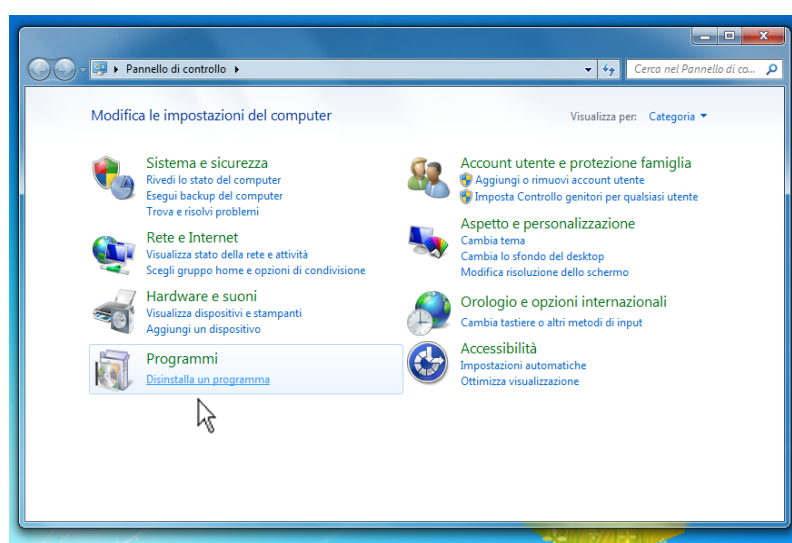 Pannello di controllo
Cerca nel Pannello di co...
Modifica le impostazioni del computer
Visualizza per: Categoria
Sistema e sicurezza
Rivedi lo stato del computer
Esegui backup del computer
Trova e risolvi problemi
Rete e Internet
Visualizza stato della rete e attività
Scegli gruppo home e opzioni di condivisione
Hardware e suoni
Visualizza dispositivi e stampanti
Aggiungi un dispositivo
Programmi
Disinstalla un programma
Account utente e protezione famiglia
Aggiungi o rimuovi account utente
Imposta Controllo genitori per qualsiasi utente
Aspetto e personalizzazione
Cambia tema
Cambia lo sfondo del desktop
Modifica risoluzione dello schermo
Orologio e opzioni internazionali
Cambia tastiere o altri metodi di input
Accessibilità
Impostazioni automatiche
Ottimizza visualizzazione